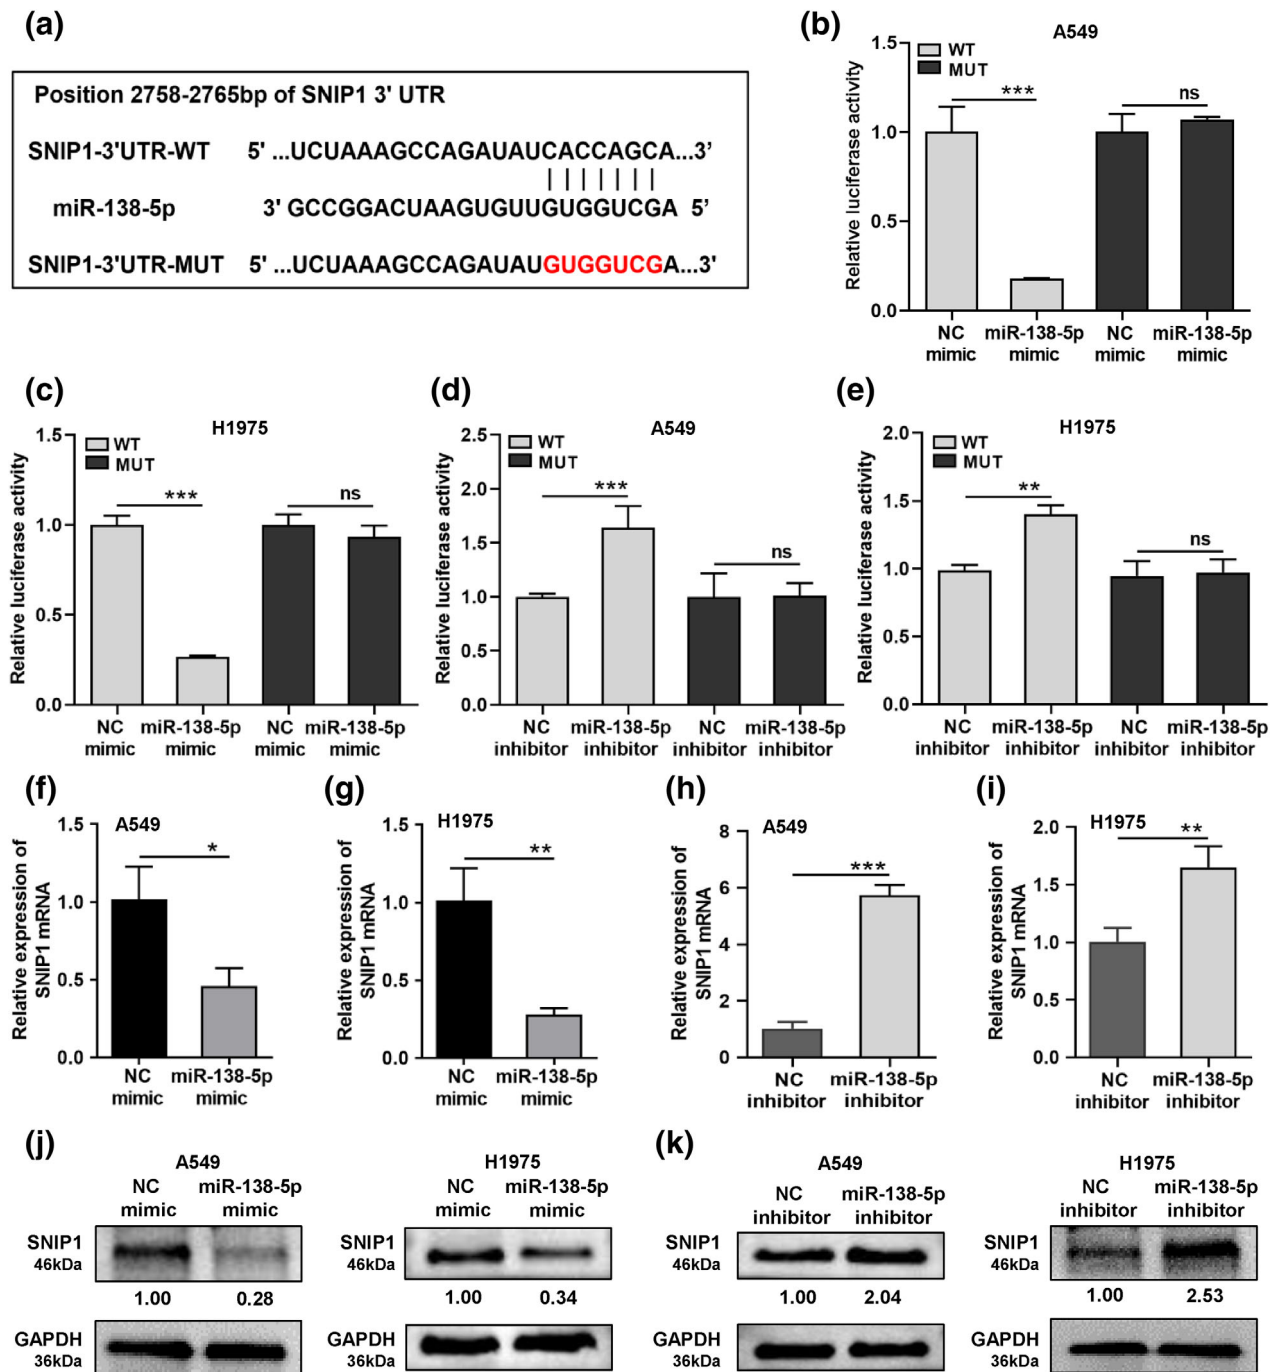 (a)
Position 2758-2765bp of SNIP1 3' UTR
SNIP1-3'UTR-WT 5' ...UCUAAAGCCAGAUAUCACCAGCA...3'
miR-138-5p 3' GCCGGACUAAGUGUUGUGGUCGA 5'
SNIP1-3'UTR-MUT 5' ...UCUAAAGCCAGAUAUGUGGUCGA...3'
(b)
A549
WT
MUT
Relative luciferase activity
1.5
1.0
0.5
0.0
***
ns
NC mimic
miR-138-5p mimic
NC mimic
miR-138-5p mimic
(c)
H1975
WT
MUT
Relative luciferase activity
1.5
1.0
0.5
0.0
***
ns
NC mimic
miR-138-5p mimic
NC mimic
miR-138-5p mimic
(d)
A549
WT
MUT
Relative luciferase activity
2.5
2.0
1.5
1.0
0.5
0.0
***
ns
NC inhibitor
miR-138-5p inhibitor
NC inhibitor
miR-138-5p inhibitor
(e)
H1975
WT
MUT
Relative luciferase activity
2.0
1.5
1.0
0.5
0.0
**
ns
NC inhibitor
miR-138-5p inhibitor
NC inhibitor
miR-138-5p inhibitor
(f)
A549
Relative expression of
SNIP1 mRNA
1.5
1.0
0.5
0.0
*
NC mimic
miR-138-5p mimic
(g)
H1975
Relative expression of
SNIP1 mRNA
1.5
1.0
0.5
0.0
**
NC mimic
miR-138-5p mimic
(h)
A549
Relative expression of
SNIP1 mRNA
8
6
4
2
0
***
NC inhibitor
miR-138-5p inhibitor
(i)
H1975
Relative expression of
SNIP1 mRNA
2.0
1.5
1.0
0.5
0.0
**
NC inhibitor
miR-138-5p inhibitor
(j)
A549
NC mimic
miR-138-5p mimic
SNIP1
46kDa
1.00 0.28
GAPDH
36kDa
H1975
NC mimic
miR-138-5p mimic
SNIP1
46kDa
1.00 0.34
GAPDH
36kDa
(k)
A549
NC inhibitor
miR-138-5p inhibitor
SNIP1
46kDa
1.00 2.04
GAPDH
36kDa
H1975
NC inhibitor
miR-138-5p inhibitor
SNIP1
46kDa
1.00 2.53
GAPDH
36kDa